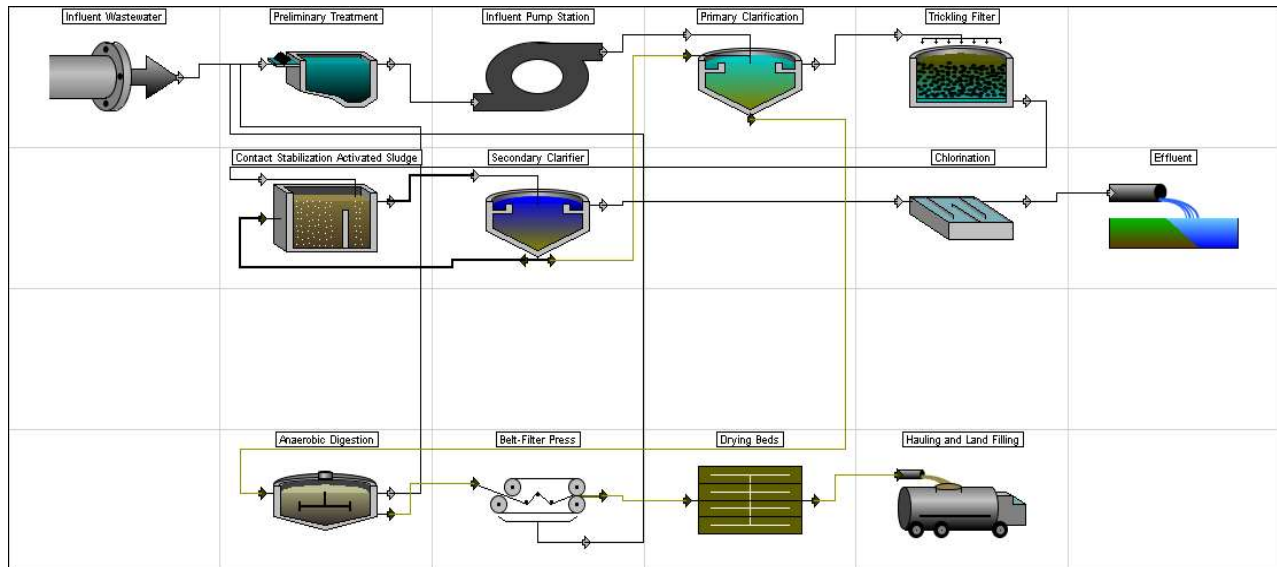 Influent Wastewater
Preliminary Treatment
Influent Pump Station
Primary Clarification
Trickling Filter
Contact Stabilization Activated Sludge
Secondary Clarifier
Chlorination
Effluent
Anaerobic Digestion
Belt-Filter Press
Drying Beds
Hauling and Land Filling